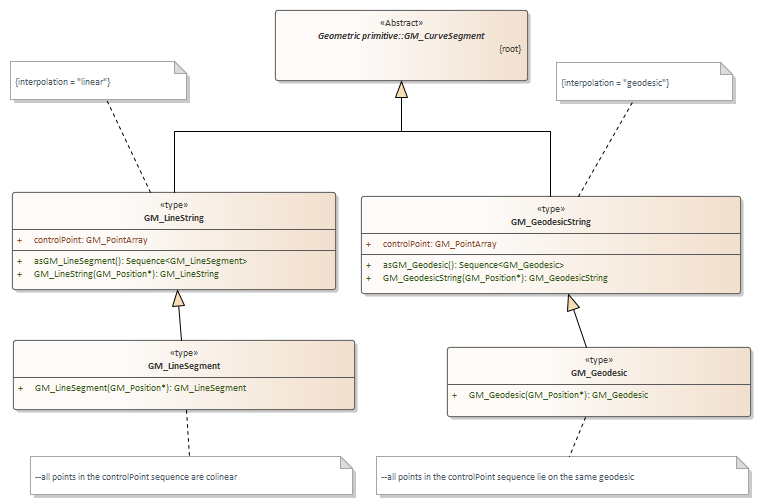 «Abstract»
Geometric primitive::GM_CurveSegment
{root}
{interpolation = "linear"}
{interpolation = "geodesic"}
«type»
GM_LineString
+ controlPoint: GM_PointArray
+ asGM_LineSegment(): Sequence<GM_LineSegment>
+ GM_LineString(GM_Position*): GM_LineString
«type»
GM_GeodesicString
+ controlPoint: GM_PointArray
+ asGM_Geodesic(): Sequence<GM_Geodesic>
+ GM_GeodesicString(GM_Position*): GM_GeodesicString
«type»
GM_LineSegment
+ GM_LineSegment(GM_Position*): GM_LineSegment
«type»
GM_Geodesic
+ GM_Geodesic(GM_Position*): GM_Geodesic
--all points in the controlPoint sequence are colinear
--all points in the controlPoint sequence lie on the same geodesic